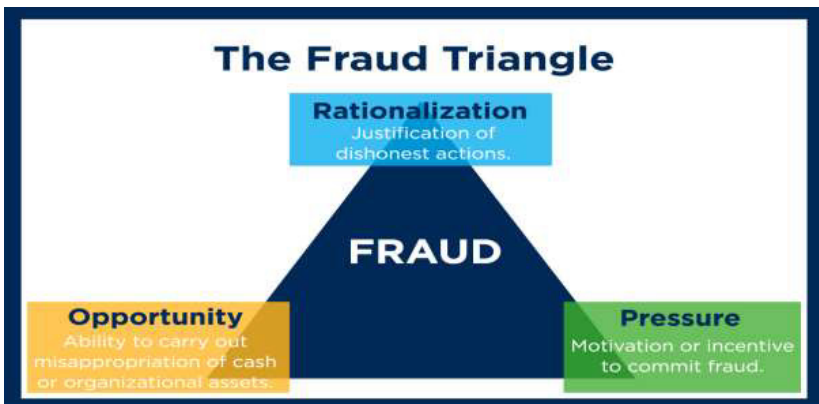 The Fraud Triangle
Rationalization
Justification of
dishonest actions.
FRAUD
Opportunity
Ability to carry out
misappropriation of cash
or organizational assets.
Pressure
Motivation or incentive
to commit fraud.